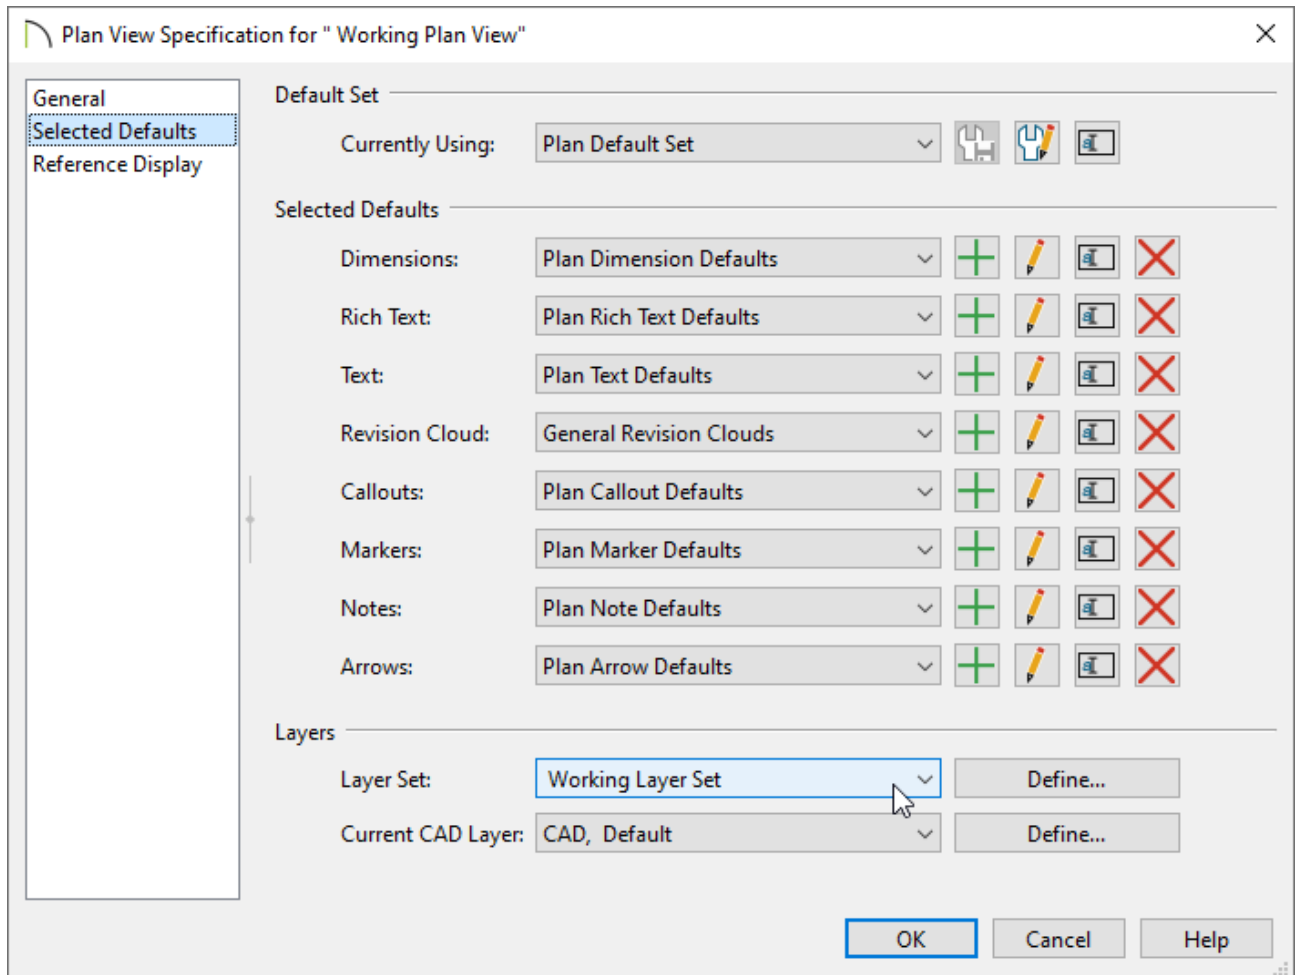 Plan View Specification for " Working Plan View"
General
Selected Defaults
Reference Display
Default Set
Currently Using: Plan Default Set
Selected Defaults
Dimensions: Plan Dimension Defaults
Rich Text: Plan Rich Text Defaults
Text: Plan Text Defaults
Revision Cloud: General Revision Clouds
Callouts: Plan Callout Defaults
Markers: Plan Marker Defaults
Notes: Plan Note Defaults
Arrows: Plan Arrow Defaults
Layers
Layer Set: Working Layer Set Define...
Current CAD Layer: CAD,  Default Define...
OK Cancel Help